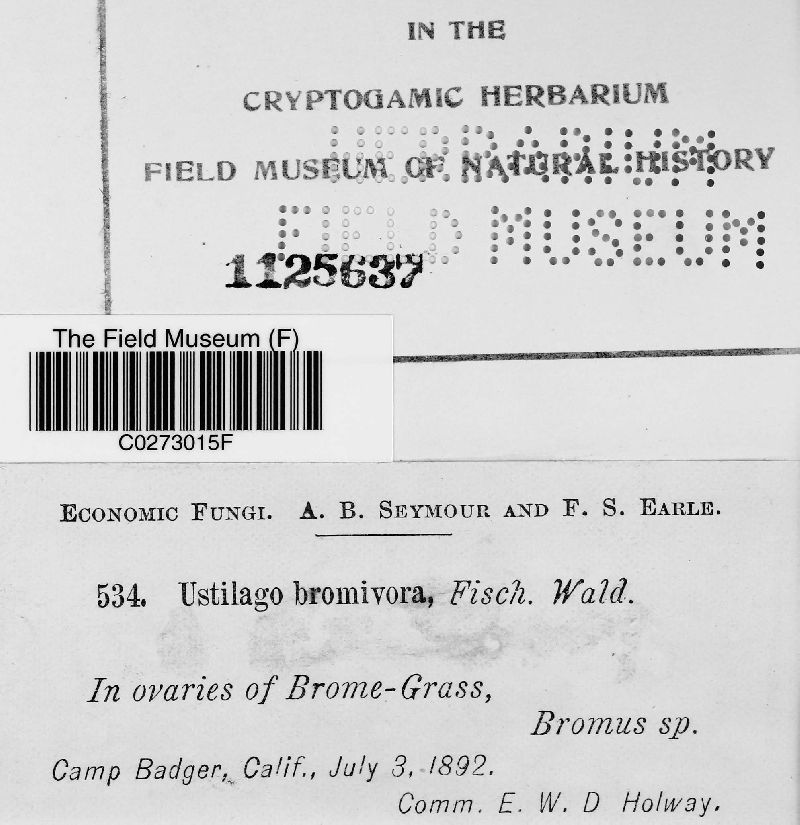 IN THE
CRYPTOGAMIC HERBARIUM
HERBARIUM
FIELD MUSEUM OF NATURAL HISTORY
FIELD MUSEUM
1125637
The Field Museum (F)
C0273015F
ECONOMIC FUNGI. A. B. SEYMOUR AND F. S. EARLE.
534. Ustilago bromivora, Fisch. Wald.
In ovaries of Brome-Grass,
Bromus sp.
Camp Badger, Calif., July 3, 1892.
Comm. E. W. D Holway.